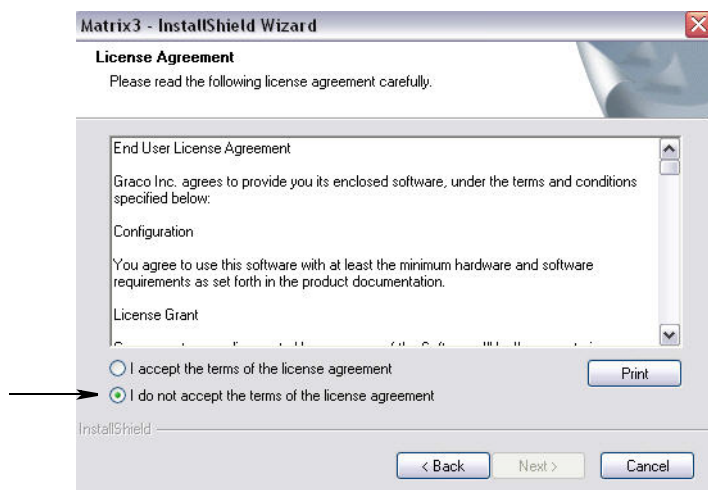 Matrix3 - InstallShield Wizard
License Agreement
Please read the following license agreement carefully.
End User License Agreement
Graco Inc. agrees to provide you its enclosed software, under the terms and conditions
specified below:
Configuration
You agree to use this software with at least the minimum hardware and software
requirements as set forth in the product documentation.
License Grant
I accept the terms of the license agreement
Print
I do not accept the terms of the license agreement
InstallShield
< Back
Next >
Cancel